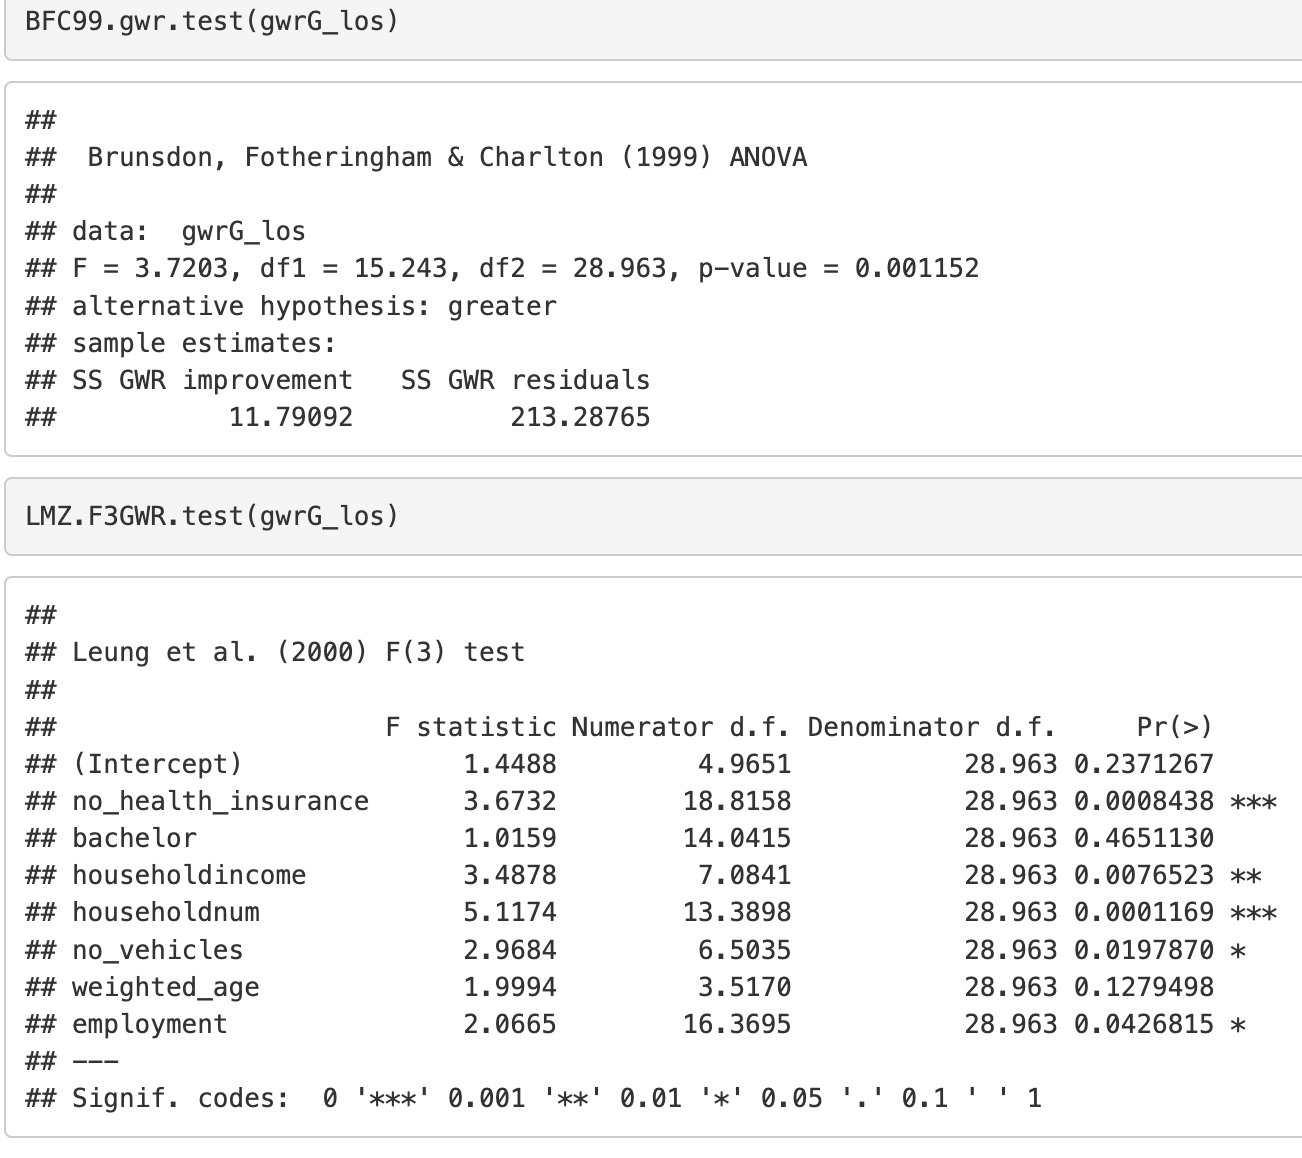 BFC99.gwr.test(gwrG_los)
##
##  Brunsdon, Fotheringham & Charlton (1999) ANOVA
##
## data:  gwrG_los
## F = 3.7203, df1 = 15.243, df2 = 28.963, p-value = 0.001152
## alternative hypothesis: greater
## sample estimates:
## SS GWR improvement   SS GWR residuals
##           11.79092          213.28765
LMZ.F3GWR.test(gwrG_los)
##
## Leung et al. (2000) F(3) test
##
##                     F statistic Numerator d.f. Denominator d.f.     Pr(>)
## (Intercept)              1.4488         4.9651           28.963 0.2371267
## no_health_insurance      3.6732        18.8158           28.963 0.0008438 ***
## bachelor                 1.0159        14.0415           28.963 0.4651130
## householdincome          3.4878         7.0841           28.963 0.0076523 **
## householdnum             5.1174        13.3898           28.963 0.0001169 ***
## no_vehicles              2.9684         6.5035           28.963 0.0197870 *
## weighted_age             1.9994         3.5170           28.963 0.1279498
## employment               2.0665        16.3695           28.963 0.0426815 *
## ---
## Signif. codes:  0 '***' 0.001 '**' 0.01 '*' 0.05 '.' 0.1 ' ' 1